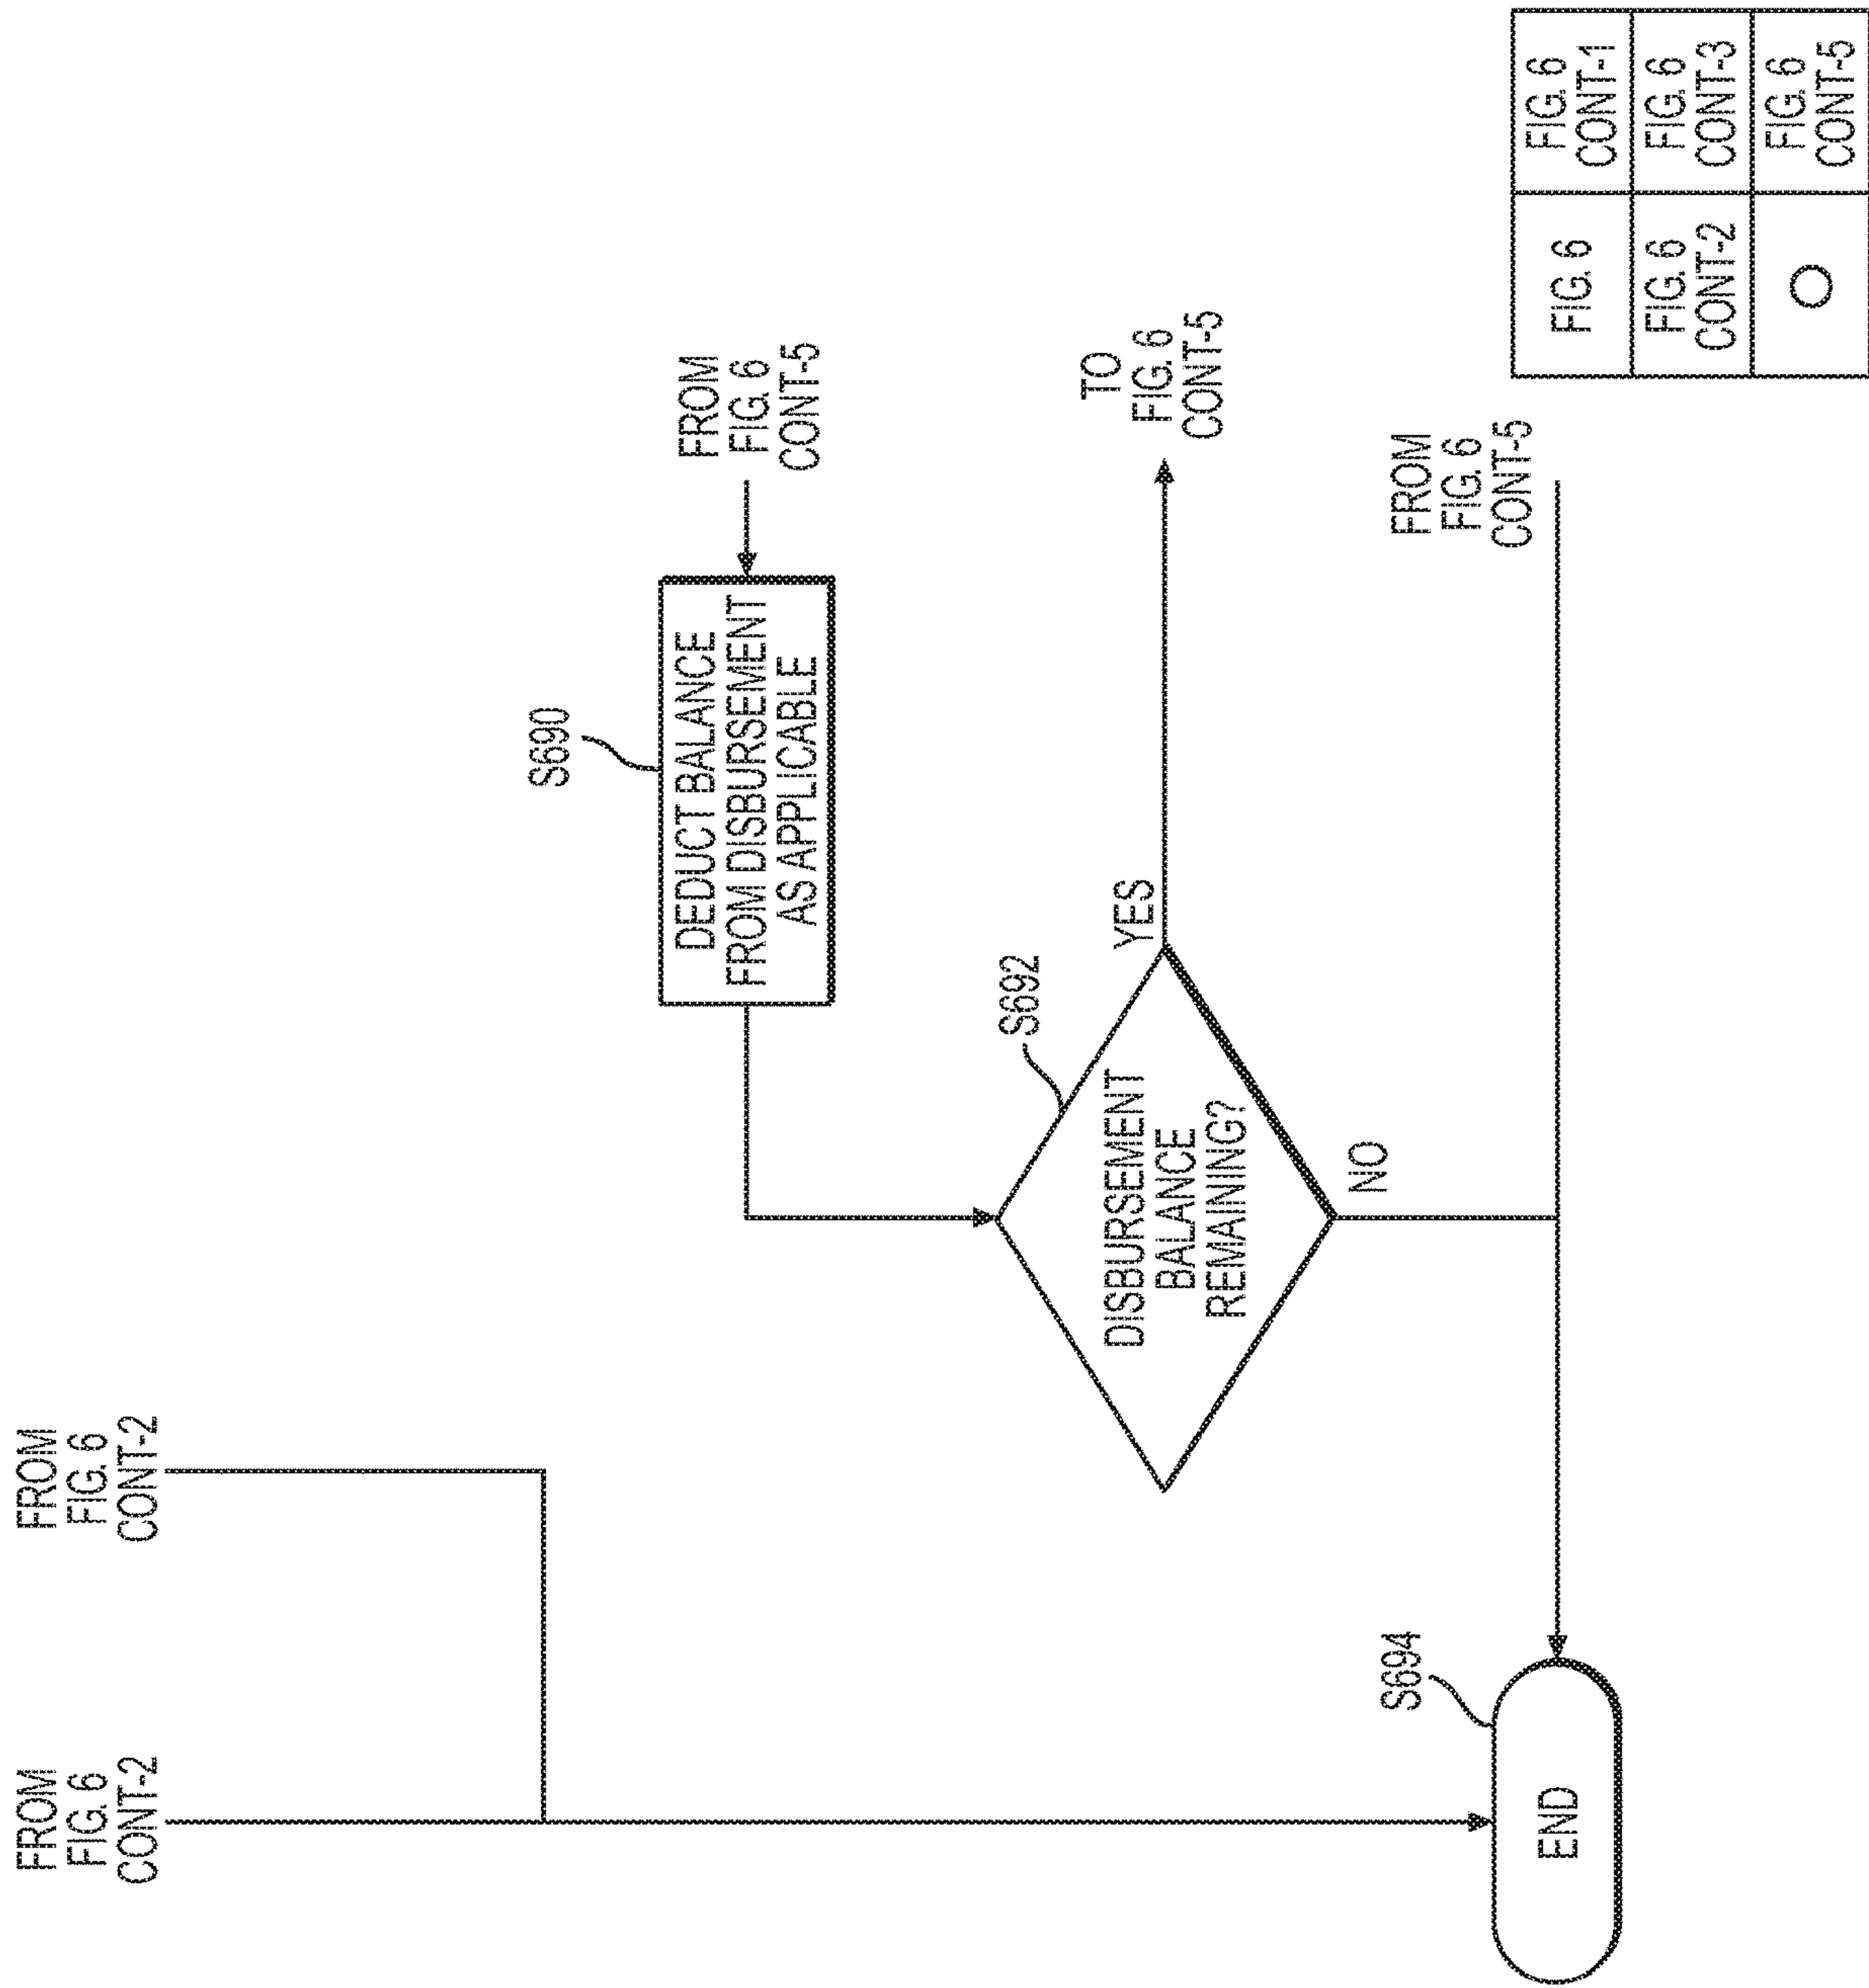 FROM
FIG. 6
CONT-2
FROM
FIG. 6
CONT-2
S690
DEDUCT BALANCE
FROM DISBURSEMENT
AS APPLICABLE
FROM
FIG. 6
CONT-5
S692
DISBURSEMENT
BALANCE
REMAINING?
YES
TO
FIG. 6
CONT-5
NO
FROM
FIG. 6
CONT-5
S694
END
FIG. 6
FIG. 6
CONT-1
FIG. 6
CONT-2
FIG. 6
CONT-3
FIG. 6
CONT-5